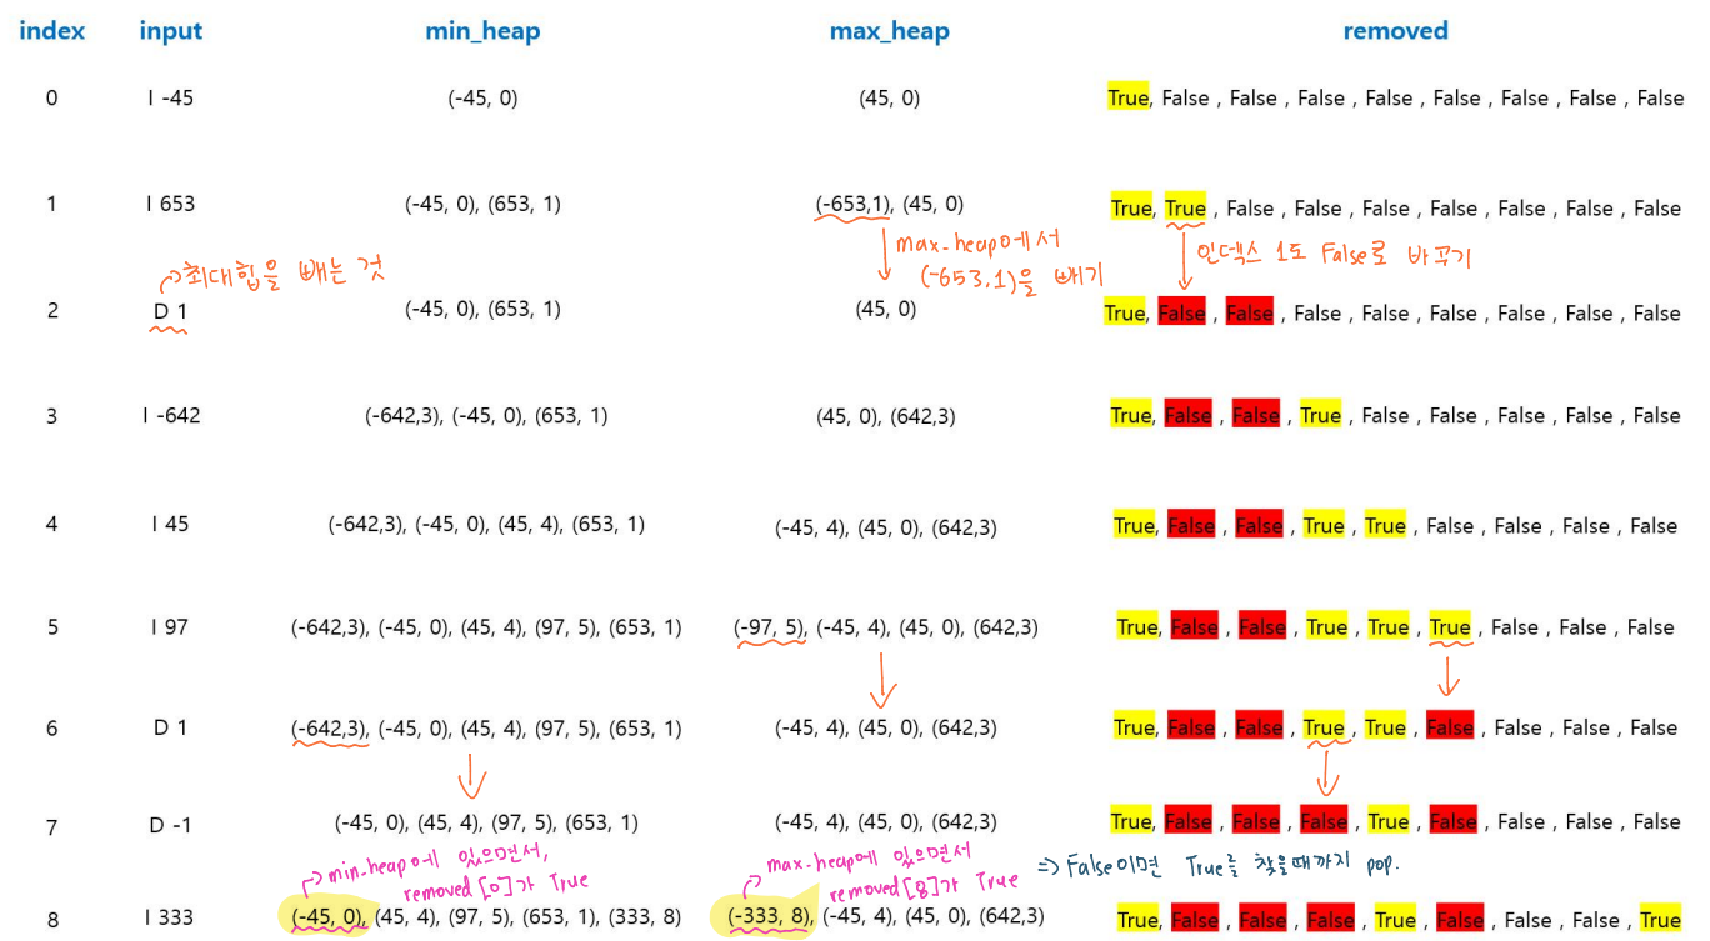 index input min_heap max_heap removed
0 I -45 (-45, 0) (45, 0) True, False , False , False , False , False , False , False , False
1 I 653 (-45, 0), (653, 1) (-653,1), (45, 0) True, True , False , False , False , False , False , False , False
max_heap에서
(-653,1)을 빼기
인덱스 1도 False로 바꾸기
최대힙을 빼는 것
2 D 1 (-45, 0), (653, 1) (45, 0) True, False , False , False , False , False , False , False , False
3 I -642 (-642,3), (-45, 0), (653, 1) (45, 0), (642,3) True, False , False , True , False , False , False , False , False
4 I 45 (-642,3), (-45, 0), (45, 4), (653, 1) (-45, 4), (45, 0), (642,3) True, False , False , True , True , False , False , False , False
5 I 97 (-642,3), (-45, 0), (45, 4), (97, 5), (653, 1) (-97, 5), (-45, 4), (45, 0), (642,3) True, False , False , True , True , True , False , False , False
6 D 1 (-642,3), (-45, 0), (45, 4), (97, 5), (653, 1) (-45, 4), (45, 0), (642,3) True, False , False , True , True , False , False , False , False
7 D -1 (-45, 0), (45, 4), (97, 5), (653, 1) (-45, 4), (45, 0), (642,3) True, False , False , False , True , False , False , False , False
min_heap에 있으면서,
removed[0]가 True
max_heap에 있으면서
removed[8]가 True
⇒ False이면 True를 찾을때까지 pop.
8 I 333 (-45, 0), (45, 4), (97, 5), (653, 1), (333, 8) (-333, 8), (-45, 4), (45, 0), (642,3) True, False , False , False , True , False , False , False , True